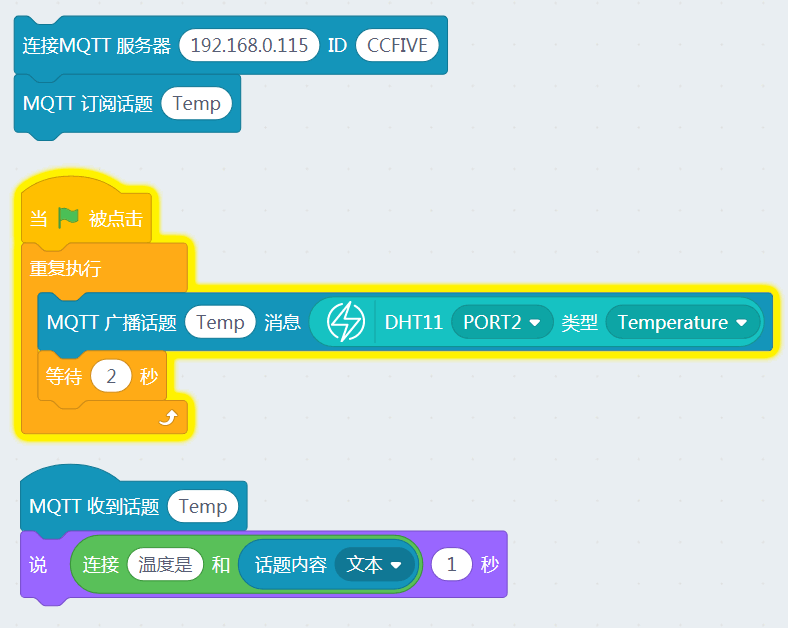 连接MQTT 服务器 192.168.0.115 ID CCFIVE
MQTT 订阅话题 Temp
当 被点击
重复执行
MQTT 广播话题 Temp 消息 DHT11 PORT2 类型 Temperature
等待 2 秒
MQTT 收到话题 Temp
说 连接 温度是 和 话题内容 文本 1 秒